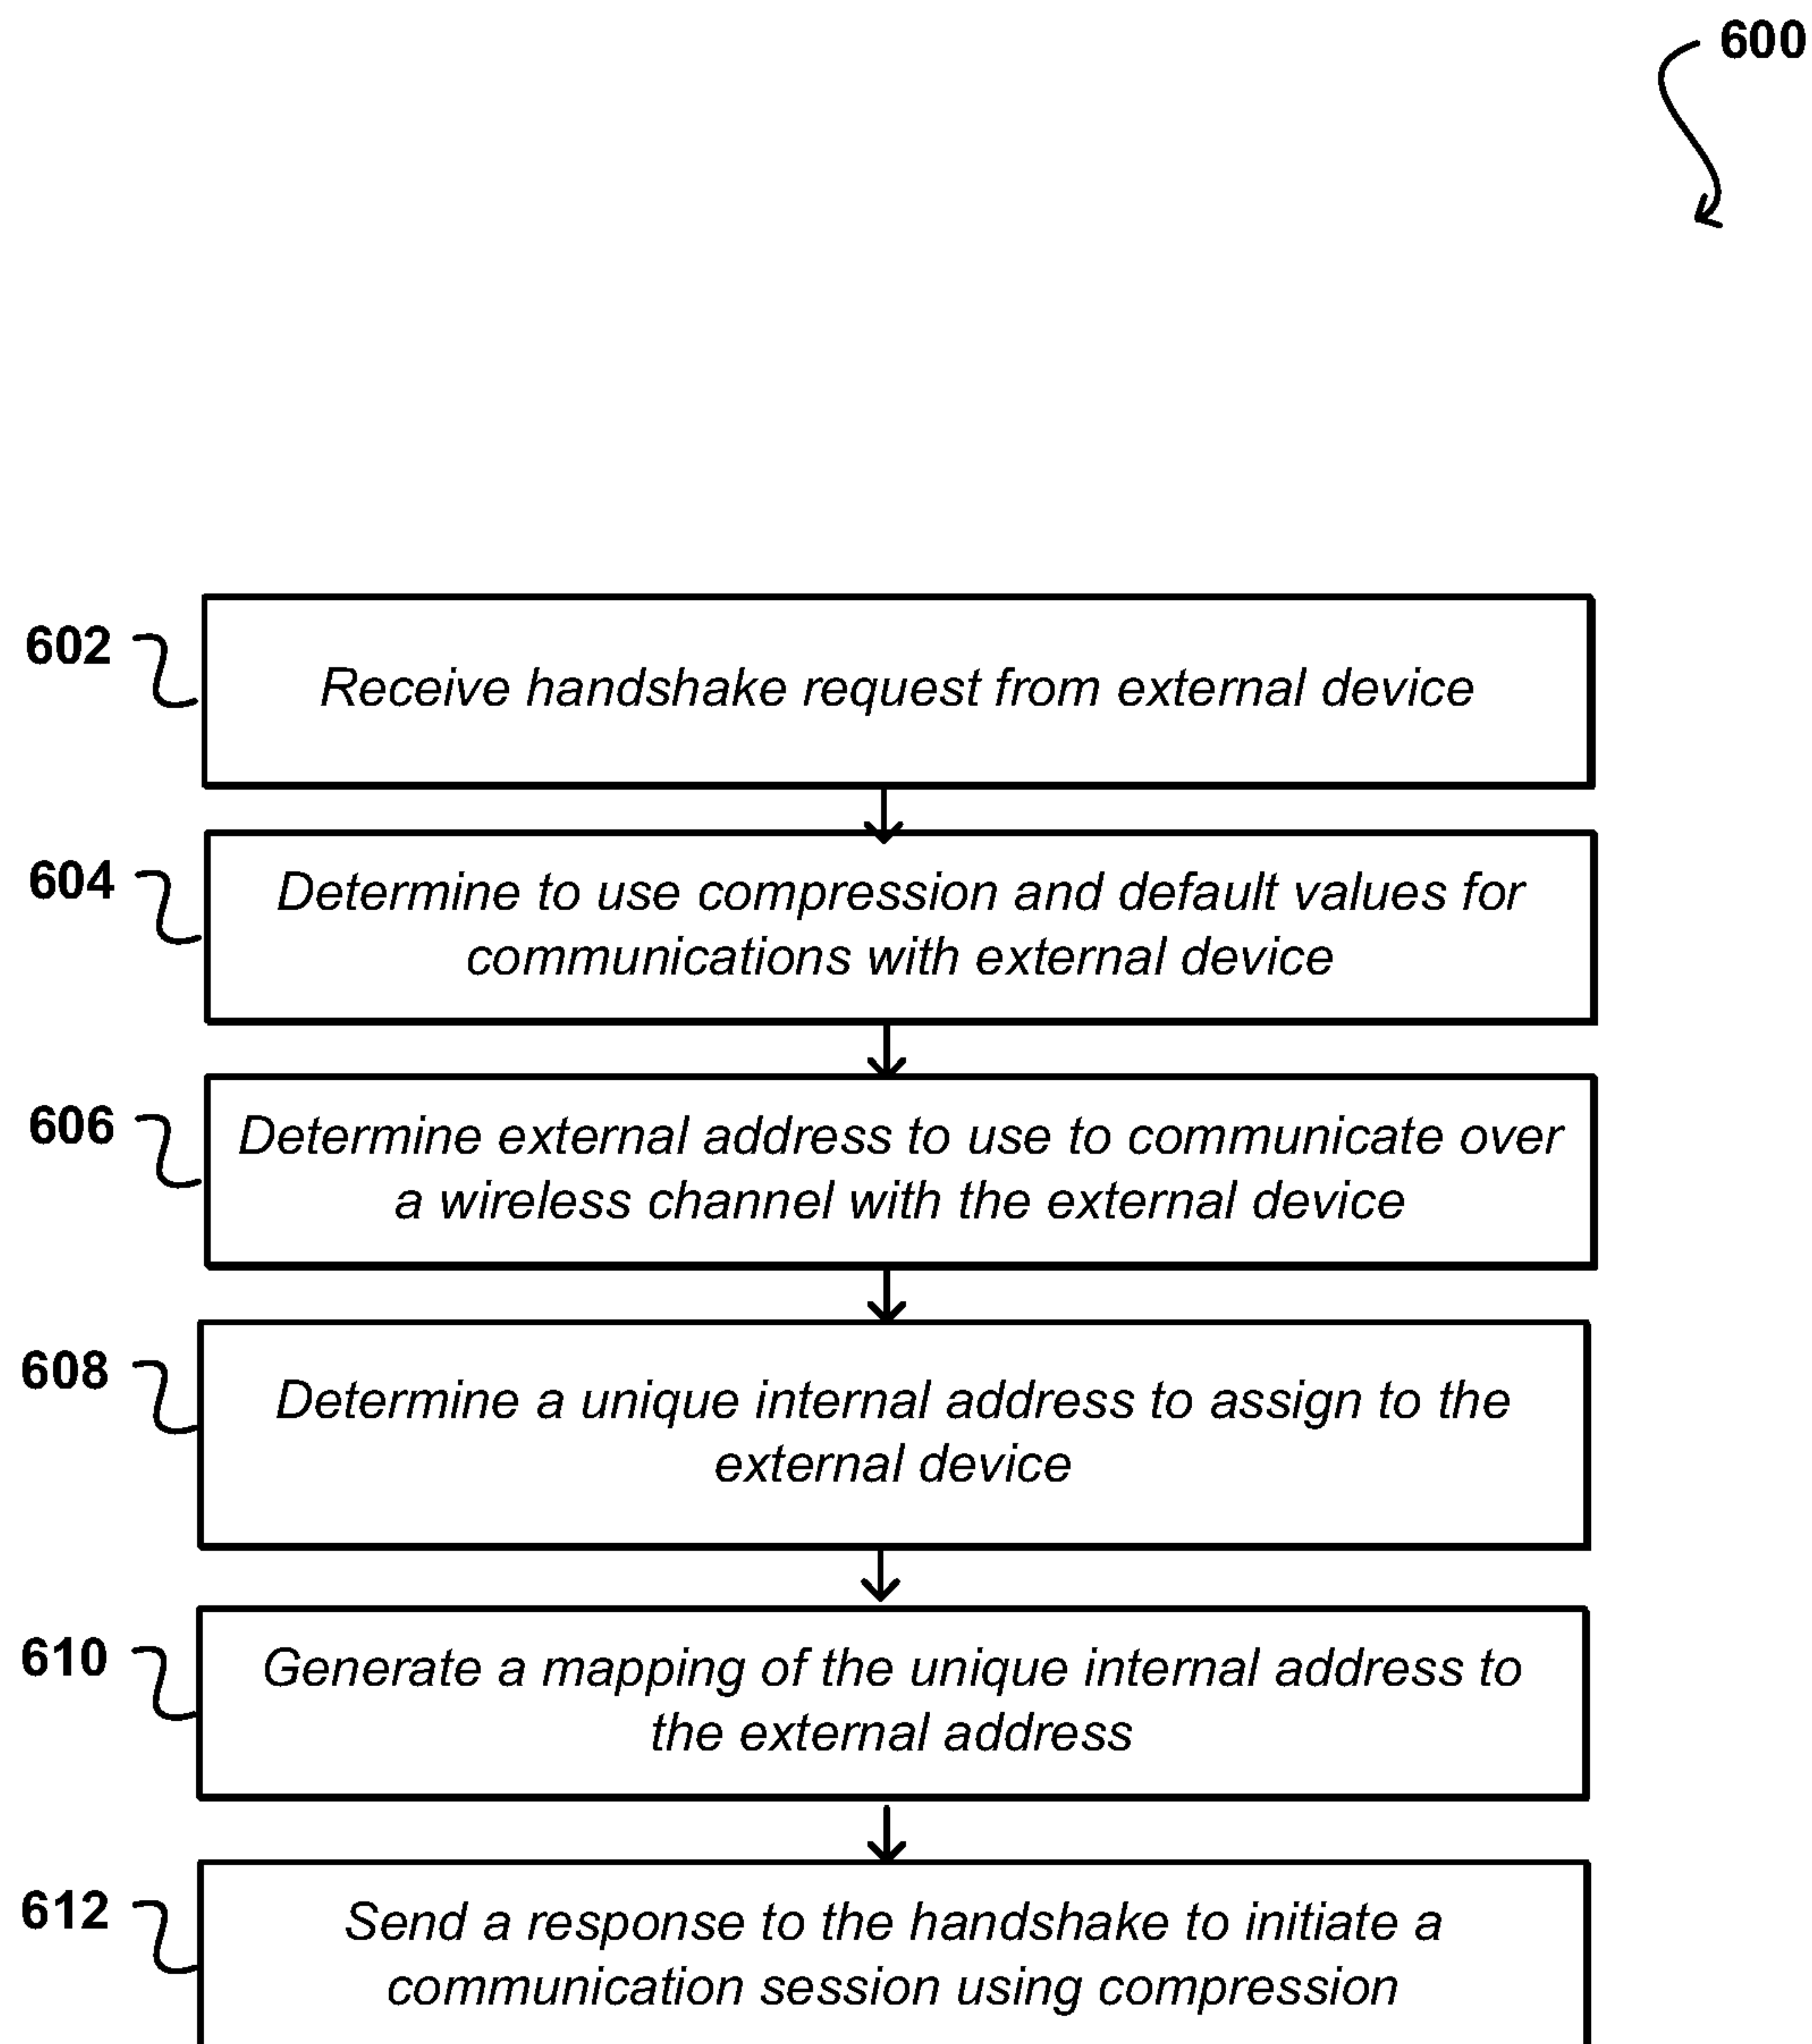 600
602
Receive handshake request from external device
604
Determine to use compression and default values for
communications with external device
606
Determine external address to use to communicate over
a wireless channel with the external device
608
Determine a unique internal address to assign to the
external device
610
Generate a mapping of the unique internal address to
the external address
612
Send a response to the handshake to initiate a
communication session using compression